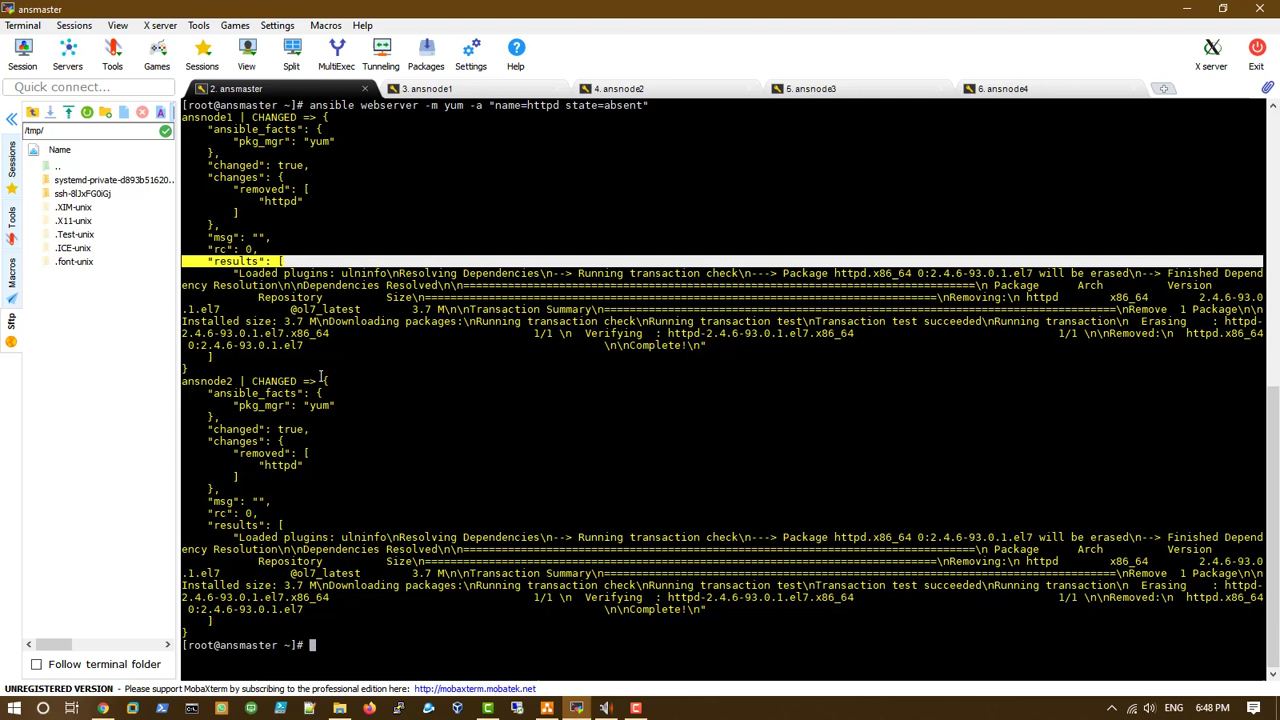 ansmaster
Terminal Sessions View X server Tools Games Settings Macros Help
Session Servers Tools Games Sessions View Split MultiExec Tunneling Packages Settings Help X server Exit
Quick connect...
2. ansmaster
3. ansnode1
4. ansnode2
5. ansnode3
6. ansnode4
/tmp/
Name
..
systemd-private-d893b51620...
ssh-8lJxFG0iGj
.XIM-unix
.X11-unix
.Test-unix
.ICE-unix
.font-unix
Sessions
Tools
Macros
Sftp
Follow terminal folder
[root@ansmaster ~]# ansible webserver -m yum -a "name=httpd state=absent"
ansnode1 | CHANGED => {
"ansible_facts": {
"pkg_mgr": "yum"
},
"changed": true,
"changes": {
"removed": [
"httpd"
]
},
"msg": "",
"rc": 0,
"results": [
"Loaded plugins: ulninfo\nResolving Dependencies\n--> Running transaction check\n---> Package httpd.x86_64 0:2.4.6-93.0.1.el7 will be erased\n--> Finished Depend
ency Resolution\n\nDependencies Resolved\n\n================================================================================\n Package Arch Version
Repository Size\n================================================================================\nRemoving:\n httpd x86_64 2.4.6-93.0
.1.el7 @ol7_latest 3.7 M\n\nTransaction Summary\n================================================================================\nRemove 1 Package\n\n
Installed size: 3.7 M\nDownloading packages:\nRunning transaction check\nRunning transaction test\nTransaction test succeeded\nRunning transaction\n Erasing : httpd-
2.4.6-93.0.1.el7.x86_64 1/1 \n Verifying : httpd-2.4.6-93.0.1.el7.x86_64 1/1 \n\nRemoved:\n httpd.x86_64
0:2.4.6-93.0.1.el7 \n\nComplete!\n"
]
}
ansnode2 | CHANGED => {
"ansible_facts": {
"pkg_mgr": "yum"
},
"changed": true,
"changes": {
"removed": [
"httpd"
]
},
"msg": "",
"rc": 0,
"results": [
"Loaded plugins: ulninfo\nResolving Dependencies\n--> Running transaction check\n---> Package httpd.x86_64 0:2.4.6-93.0.1.el7 will be erased\n--> Finished Depend
ency Resolution\n\nDependencies Resolved\n\n================================================================================\n Package Arch Version
Repository Size\n================================================================================\nRemoving:\n httpd x86_64 2.4.6-93.0
.1.el7 @ol7_latest 3.7 M\n\nTransaction Summary\n================================================================================\nRemove 1 Package\n\n
Installed size: 3.7 M\nDownloading packages:\nRunning transaction check\nRunning transaction test\nTransaction test succeeded\nRunning transaction\n Erasing : httpd-
2.4.6-93.0.1.el7.x86_64 1/1 \n Verifying : httpd-2.4.6-93.0.1.el7.x86_64 1/1 \n\nRemoved:\n httpd.x86_64
0:2.4.6-93.0.1.el7 \n\nComplete!\n"
]
}
[root@ansmaster ~]#
UNREGISTERED VERSION - Please support MobaXterm by subscribing to the professional edition here: http://mobaxterm.mobatek.net
ENG 6:48 PM